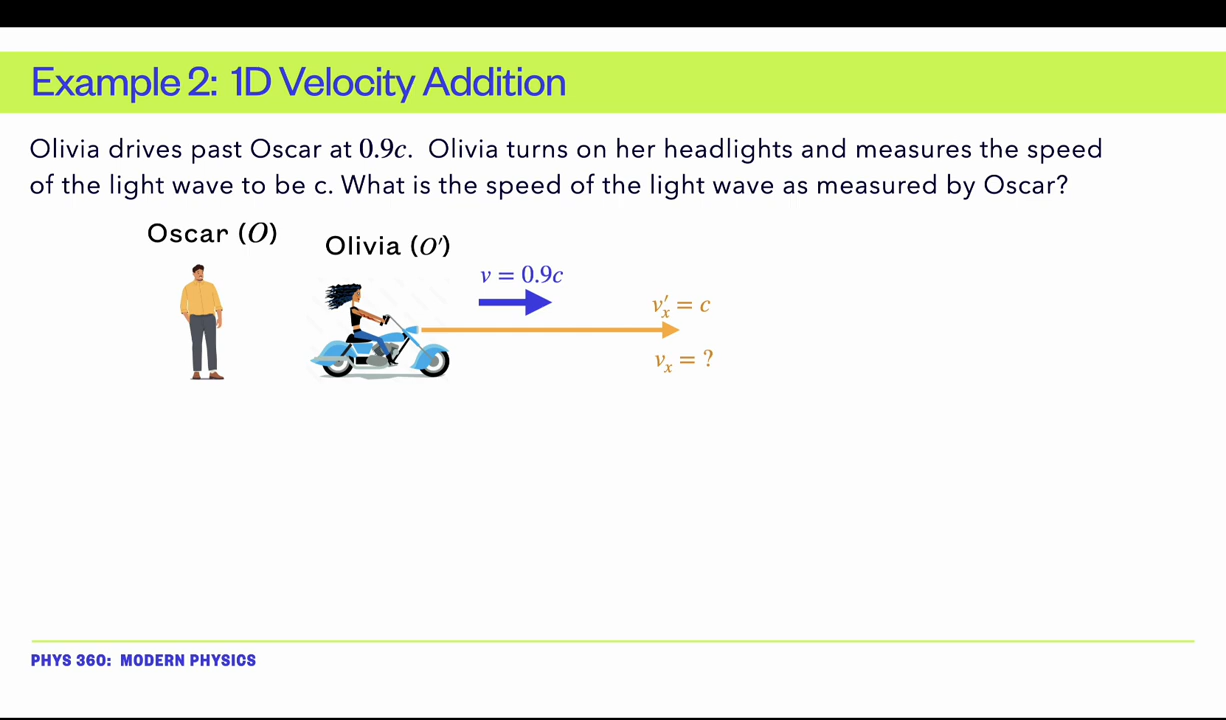 Example 2: 1D Velocity Addition
Olivia drives past Oscar at 0.9c. Olivia turns on her headlights and measures the speed
of the light wave to be c. What is the speed of the light wave as measured by Oscar?
Oscar (O)
Olivia (O′)
v = 0.9c
v′ₓ = c
vₓ = ?
PHYS 360: MODERN PHYSICS